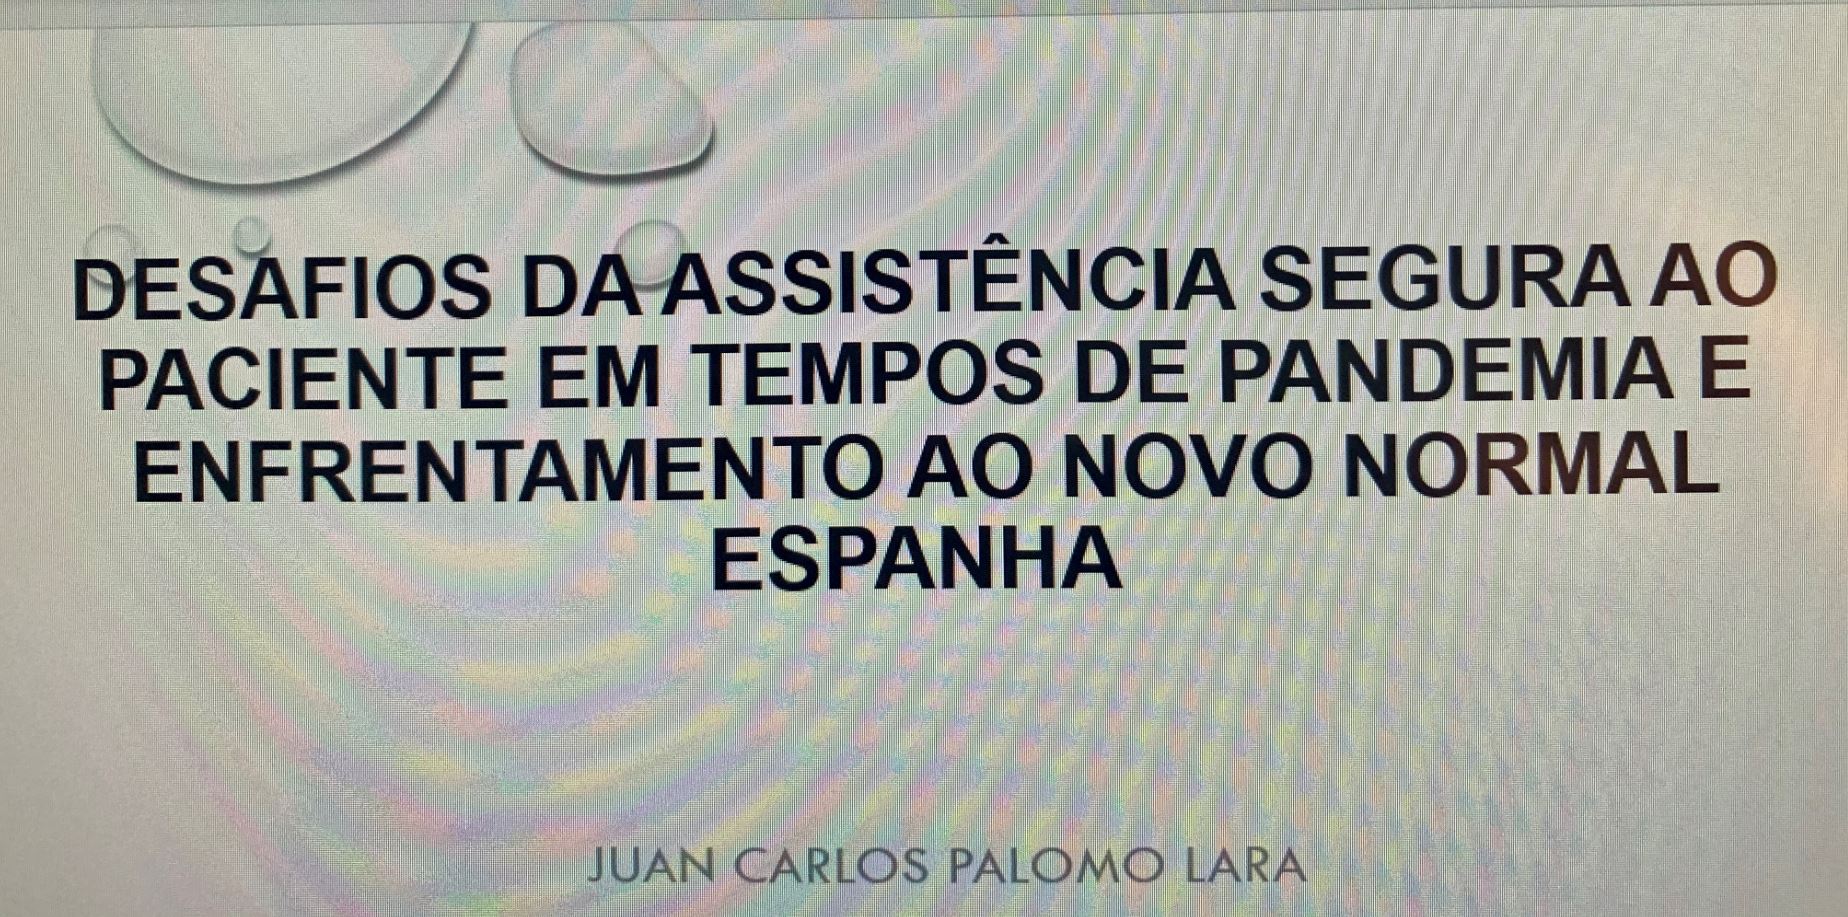 DESAFIOS DA ASSISTÊNCIA SEGURA AO
PACIENTE EM TEMPOS DE PANDEMIA E
ENFRENTAMENTO AO NOVO NORMAL
ESPANHA
JUAN CARLOS PALOMO LARA